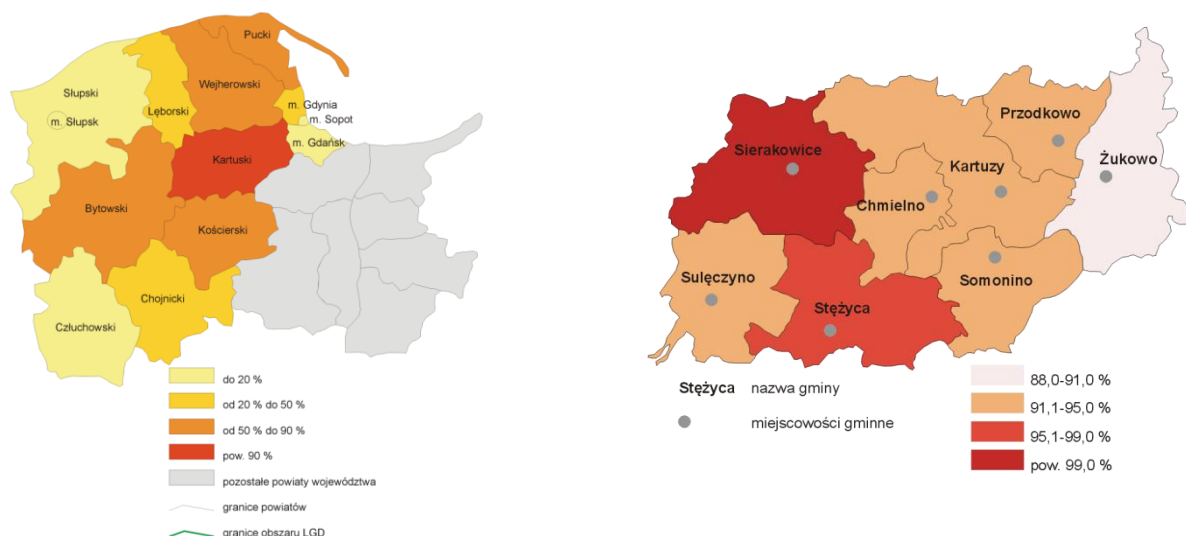 Pucki
Wejherowski
Słupski
m. Słupsk
Lęborski
m. Gdynia
m. Sopot
m. Gdańsk
Kartuski
Bytowski
Kościerski
Chojnicki
Człuchowski
do 20 %
od 20 % do 50 %
od 50 % do 90 %
pow. 90 %
pozostałe powiaty województwa
granice powiatów
granice obszaru LGD
Przodkowo
Sierakowice
Kartuzy
Żukowo
Chmielno
Sulęczyno
Somonino
Stężyca
Stężyca nazwa gminy
miejscowości gminne
88,0-91,0 %
91,1-95,0 %
95,1-99,0 %
pow. 99,0 %